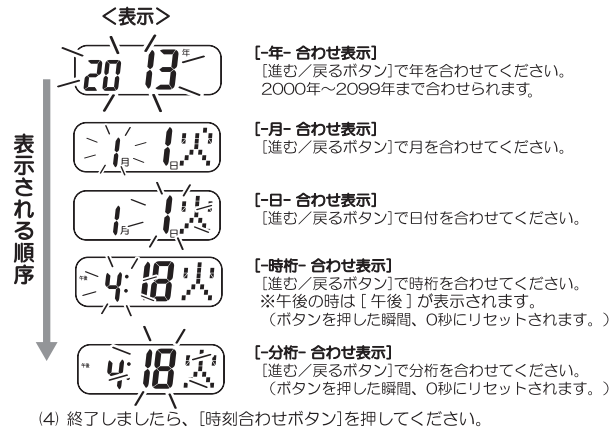 ＜表示＞
20 13年
[-年- 合わせ表示]
[進む／戻るボタン]で年を合わせてください。
2000年～2099年まで合わせられます。
1月 1日 火
[-月- 合わせ表示]
[進む／戻るボタン]で月を合わせてください。
1月 1日 火
[-日- 合わせ表示]
[進む／戻るボタン]で日付を合わせてください。
午後 4:18 火
[-時桁- 合わせ表示]
[進む／戻るボタン]で時桁を合わせてください。
※午後の時は [ 午後 ] が表示されます。
（ボタンを押した瞬間、0秒にリセットされます。）
午後 4:18 火
[-分桁- 合わせ表示]
[進む／戻るボタン]で分桁を合わせてください。
（ボタンを押した瞬間、0秒にリセットされます。）
表示される順序
(4) 終了しましたら、[時刻合わせボタン]を押してください。